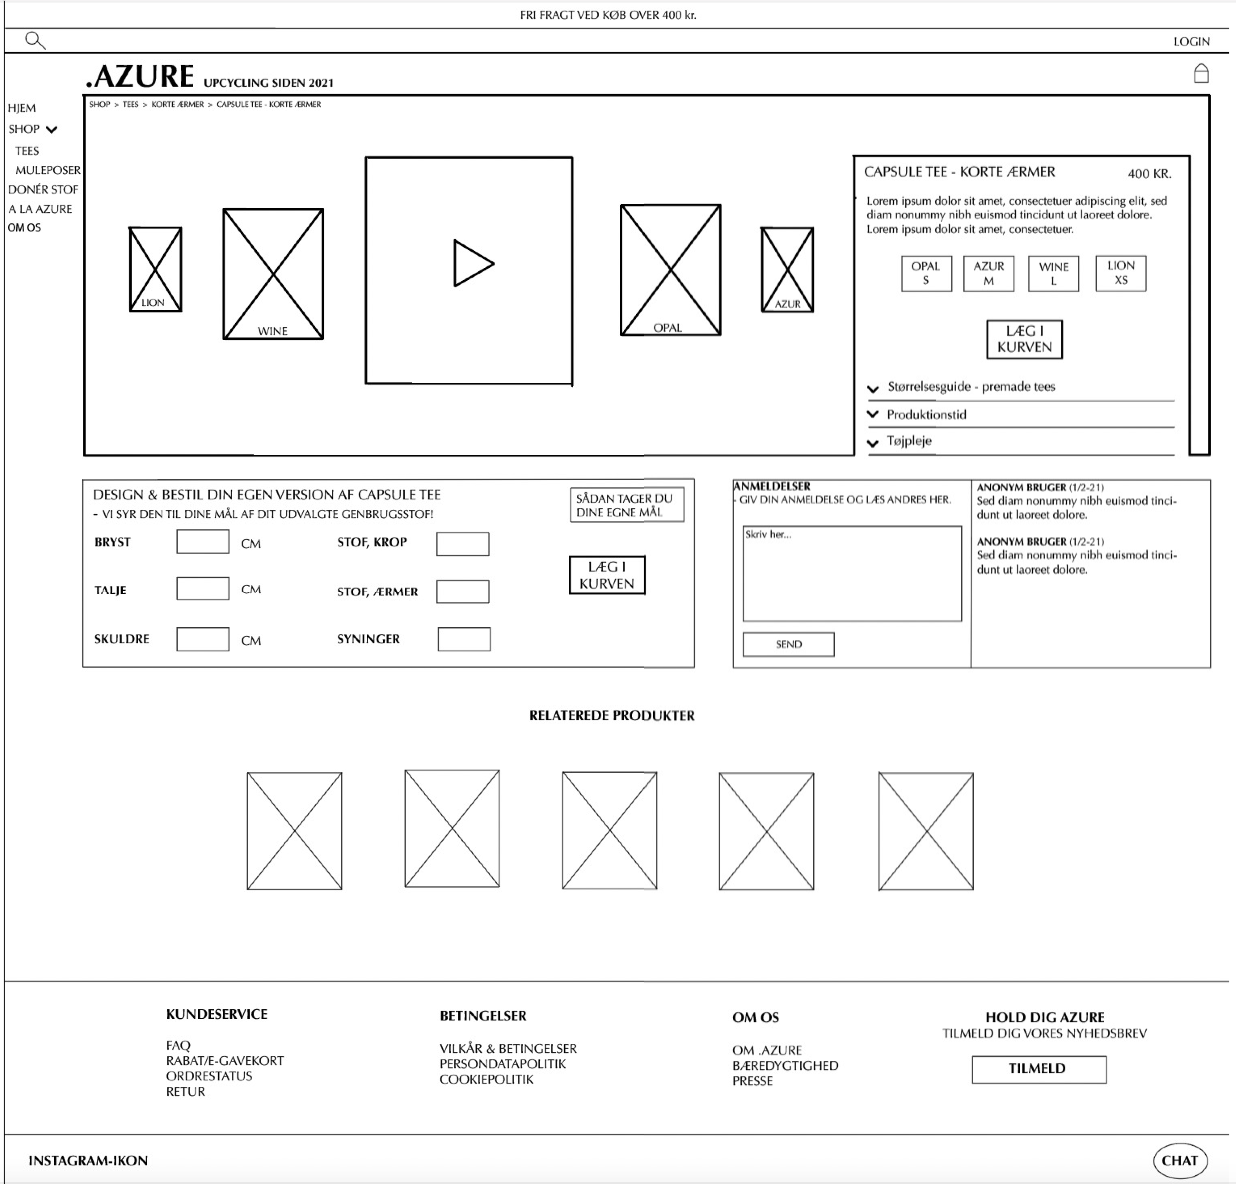 FRI FRAGT VED KØB OVER 400 kr.
LOGIN
.AZURE UPCYCLING SIDEN 2021
HJEM
SHOP
TEES
MULEPOSER
DONÉR STOF
A LA AZURE
OM OS
SHOP > TEES > KORTE ÆRMER > CAPSULE TEE - KORTE ÆRMER
LION
WINE
OPAL
AZUR
CAPSULE TEE - KORTE ÆRMER 400 KR.
Lorem ipsum dolor sit amet, consectetuer adipiscing elit, sed
diam nonummy nibh euismod tincidunt ut laoreet dolore.
Lorem ipsum dolor sit amet, consectetuer.
OPAL
S
AZUR
M
WINE
L
LION
XS
LÆG I
KURVEN
Størrelsesguide - premade tees
Produktionstid
Tøjpleje
DESIGN & BESTIL DIN EGEN VERSION AF CAPSULE TEE
- VI SYR DEN TIL DINE MÅL AF DIT UDVALGTE GENBRUGSSTOF!
SÅDAN TAGER DU
DINE EGNE MÅL
BRYST CM STOF, KROP
TALJE CM STOF, ÆRMER
SKULDRE CM SYNINGER
LÆG I
KURVEN
ANMELDELSER
- GIV DIN ANMELDELSE OG LÆS ANDRES HER.
Skriv her...
SEND
ANONYM BRUGER (1/2-21)
Sed diam nonummy nibh euismod tinci-
dunt ut laoreet dolore.
ANONYM BRUGER (1/2-21)
Sed diam nonummy nibh euismod tinci-
dunt ut laoreet dolore.
RELATEREDE PRODUKTER
KUNDESERVICE
FAQ
RABATÆ-GAVEKORT
ORDRESTATUS
RETUR
BETINGELSER
VILKÅR & BETINGELSER
PERSONDATAPOLITIK
COOKIEPOLITIK
OM OS
OM .AZURE
BÆREDYGTIGHED
PRESSE
HOLD DIG AZURE
TILMELD DIG VORES NYHEDSBREV
TILMELD
INSTAGRAM-IKON
CHAT